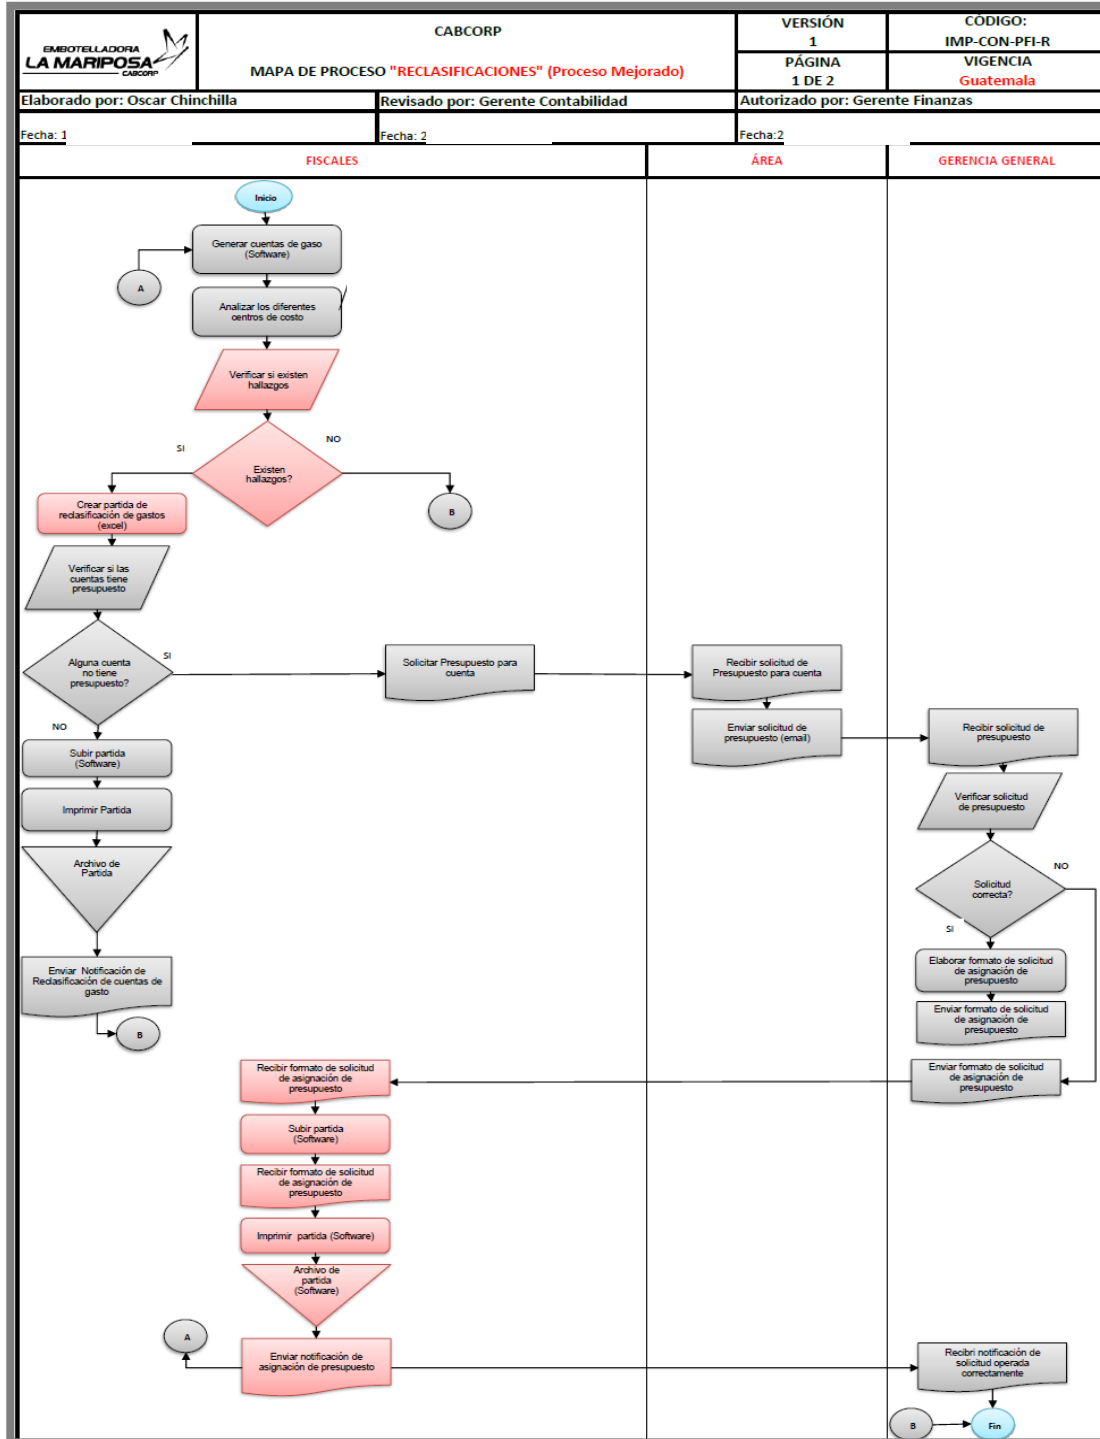 EMBOTELLADORA
LA MARIPOSA
CABCORP
CABCORP
MAPA DE PROCESO "RECLASIFICACIONES" (Proceso Mejorado)
VERSIÓN
1
CÓDIGO:
IMP-CON-PFI-R
PÁGINA
1 DE 2
VIGENCIA
Guatemala
Elaborado por: Oscar Chinchilla
Revisado por: Gerente Contabilidad
Autorizado por: Gerente Finanzas
Fecha: 1
Fecha: 2
Fecha:2
FISCALES
ÁREA
GERENCIA GENERAL
Inicio
Generar cuentas de gaso
(Software)
A
Analizar los diferentes
centros de costo
Verificar si existen
hallazgos
SI
NO
Existen
hallazgos?
Crear partida de
reclasificación de gastos
(excel)
B
Verificar si las
cuentas tiene
presupuesto
Alguna cuenta
no tiene
presupuesto?
SI
Solicitar Presupuesto para
cuenta
Recibir solicitud de
Presupuesto para cuenta
NO
Enviar solicitud de
presupuesto (email)
Recibir solicitud de
presupuesto
Subir partida
(Software)
Verificar solicitud
de presupuesto
Imprimir Partida
Archivo de
Partida
NO
Solicitud
correcta?
SI
Enviar Notificación de
Reclasificación de cuentas de
gasto
Elaborar formato de solicitud
de asignación de
presupuesto
Enviar formato de solicitud
de asignación de
presupuesto
B
Recibir formato de solicitud
de asignación de
presupuesto
Enviar formato de solicitud
de asignación de
presupuesto
Subir partida
(Software)
Recibir formato de solicitud
de asignación de
presupuesto
Imprimir partida (Software)
Archivo de
partida
(Software)
A
Enviar notificación de
asignación de presupuesto
Recibri notificación de
solicitud operada
correctamente
B
Fin